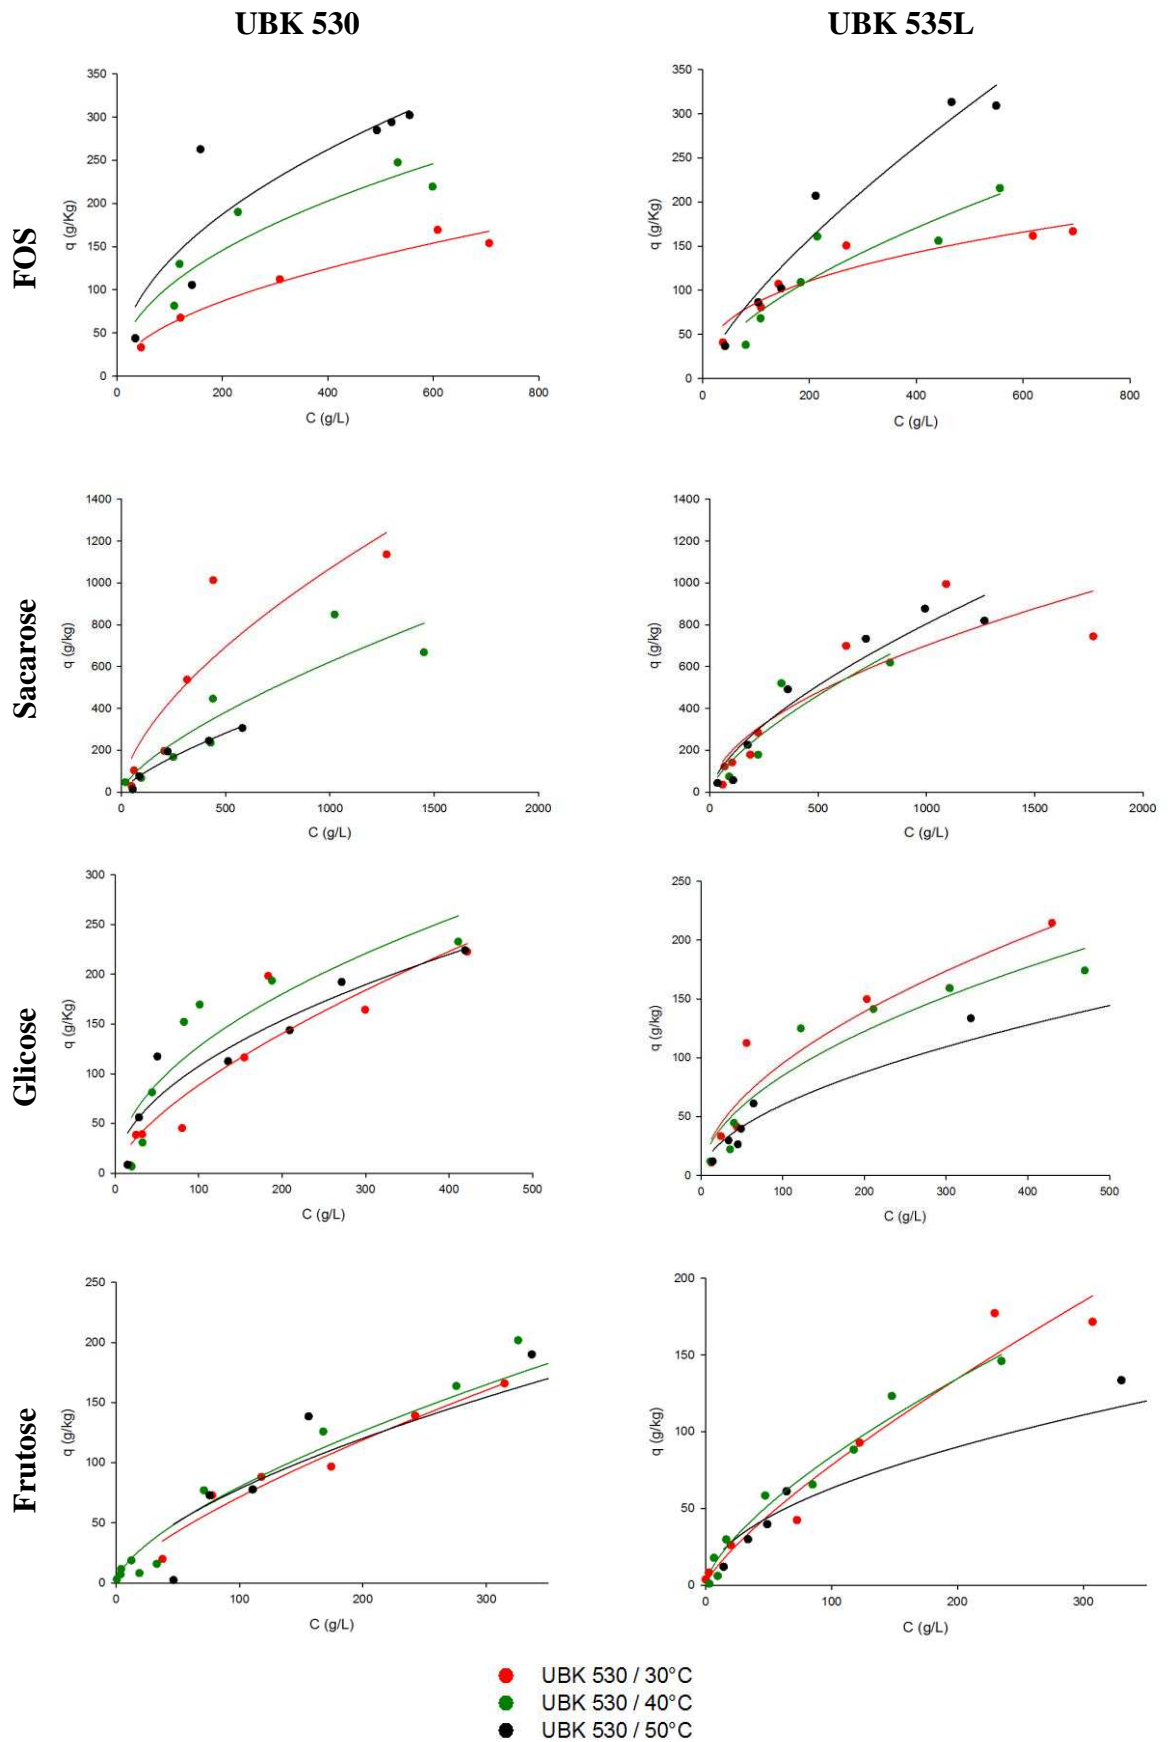 UBK 530
UBK 535L
FOS
350
300
250
200
150
100
50
0
q (g/Kg)
0 200 400 600 800
C (g/L)
350
300
250
200
150
100
50
0
q (g/Kg)
0 200 400 600 800
C (g/L)
Sacarose
1400
1200
1000
800
600
400
200
0
q (g/kg)
0 500 1000 1500 2000
C (g/L)
1400
1200
1000
800
600
400
200
0
q (g/kg)
0 500 1000 1500 2000
C (g/L)
Glicose
300
250
200
150
100
50
0
q (g/Kg)
0 100 200 300 400 500
C (g/L)
250
200
150
100
50
0
q (g/Kg)
0 100 200 300 400 500
C (g/L)
Frutose
250
200
150
100
50
0
q (g/kg)
0 100 200 300
C (g/L)
200
150
100
50
0
q (g/kg)
0 100 200 300
C (g/L)
UBK 530 / 30°C
UBK 530 / 40°C
UBK 530 / 50°C